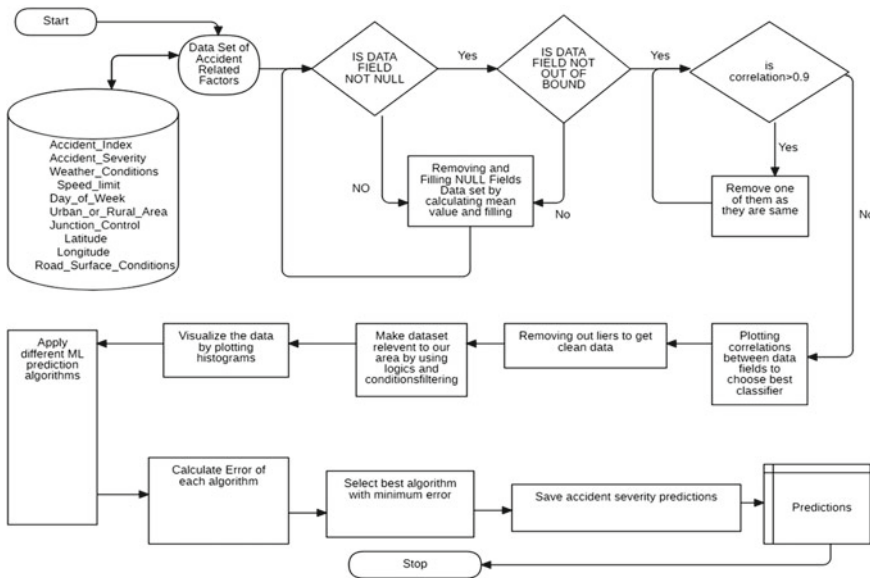 Start
Data Set of
Accident
Related
Factors
IS DATA
FIELD
NOT NULL
Yes
IS DATA
FIELD NOT
OUT OF
BOUND
Yes
is
correlation>0.9
Accident_Index
Accident_Severity
Weather_Conditions
Speed_limit
Day_of_Week
Urban_or_Rural_Area
Junction_Control
Latitude
Longitude
Road_Surface_Conditions
NO
Removing and
Filling NULL Fields
Data set by
calculating mean
value and filling
No
Yes
Remove one
of them as
they are same
No
Apply
different ML
prediction
algorithms
Visualize the data
by plotting
histograms
Make dataset
relevent to our
area by using
logics and
conditionsfiltering
Removing out liers to get
clean data
Plotting
correlations
between data
fields to
choose best
classifier
Calculate Error of
each algorithm
Select best algorithm
with minimum error
Save accident severity predictions
Predictions
Stop